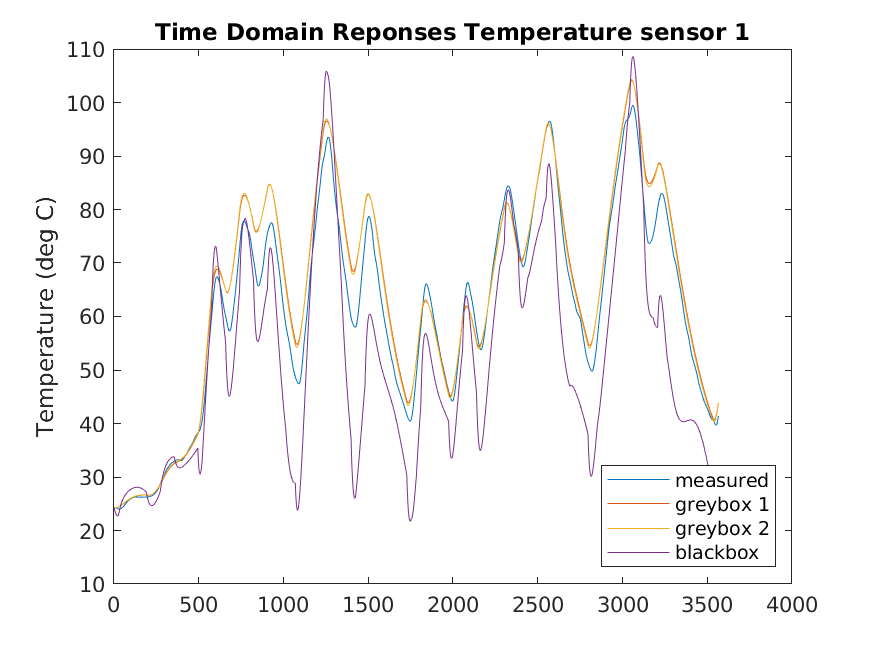 Time Domain Reponses Temperature sensor 1
Temperature (deg C)
110
100
90
80
70
60
50
40
30
20
10
0 500 1000 1500 2000 2500 3000 3500 4000
measured
greybox 1
greybox 2
blackbox